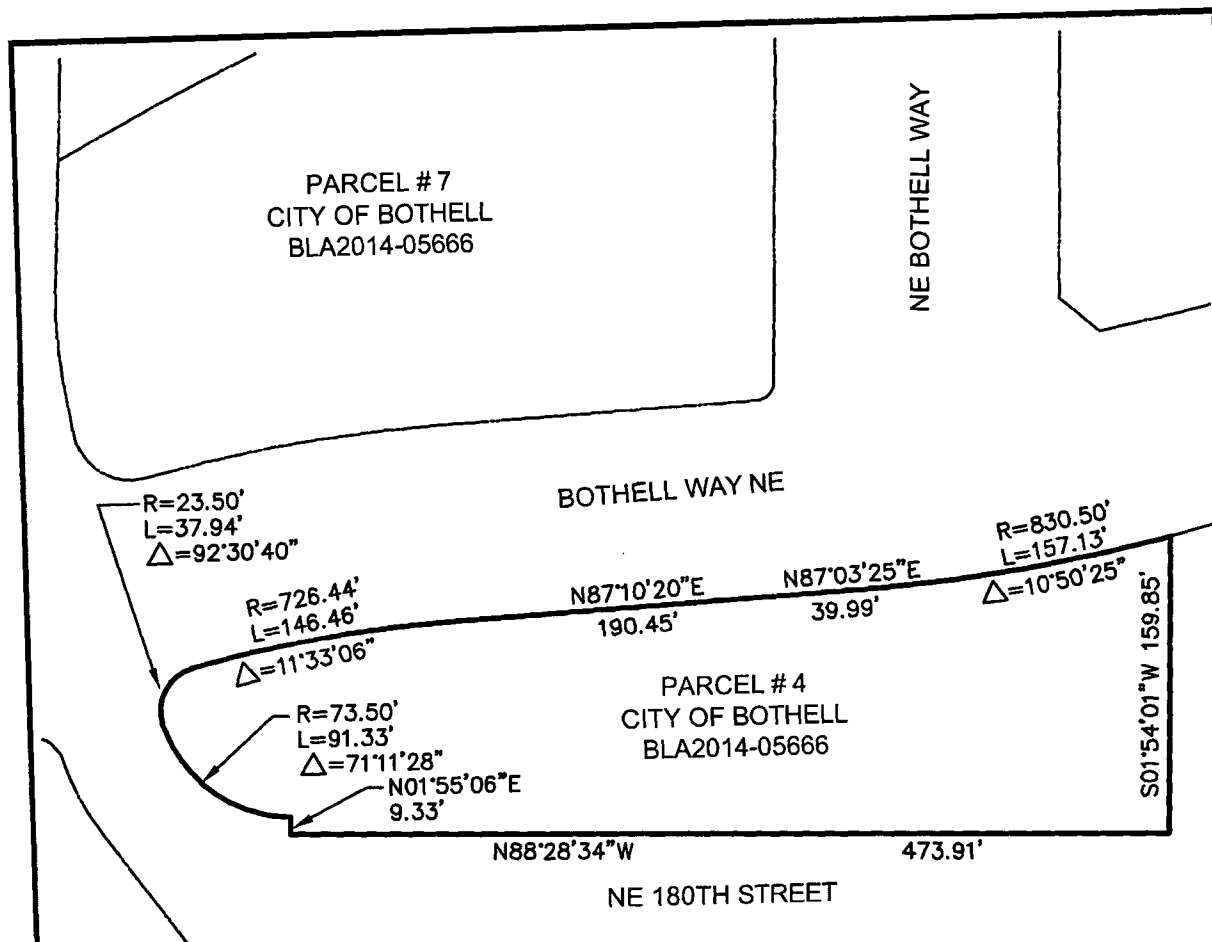 PARCEL # 7
CITY OF BOTHELL
BLA2014-05666
NE BOTHELL WAY
BOTHELL WAY NE
R=23.50'
L=37.94'
△=92°30'40"
R=726.44'
L=146.46'
△=11°33'06"
N87°10'20"E
190.45'
N87°03'25"E
39.99'
R=830.50'
L=157.13'
△=10°50'25"
S01°54'01"W 159.85'
PARCEL # 4
CITY OF BOTHELL
BLA2014-05666
R=73.50'
L=91.33'
△=71°11'28"
N01°55'06"E
9.33'
N88°28'34"W 473.91'
NE 180TH STREET